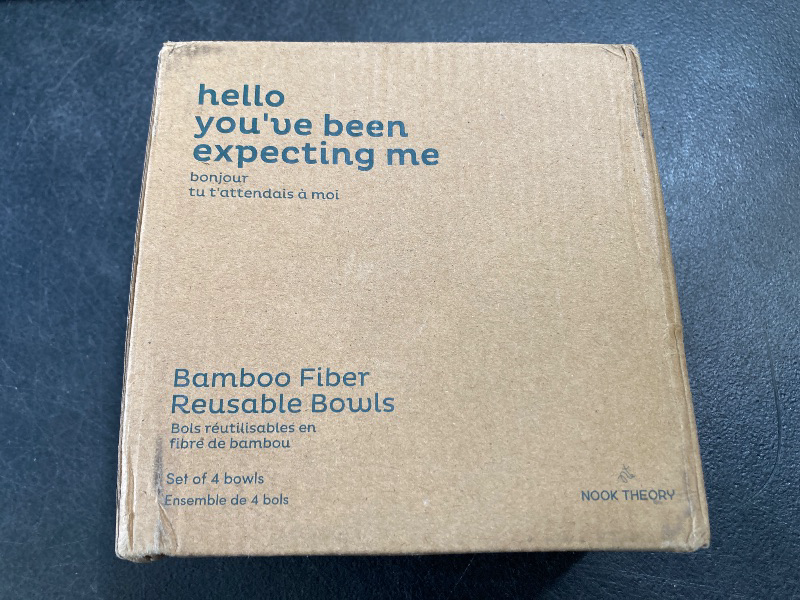 hello
you've been
expecting me
bonjour
tu t'attendais à moi
Bamboo Fiber
Reusable Bowls
Bols réutilisables en
fibre de bambou
Set of 4 bowls
Ensemble de 4 bols
nt
NOOK THEORY